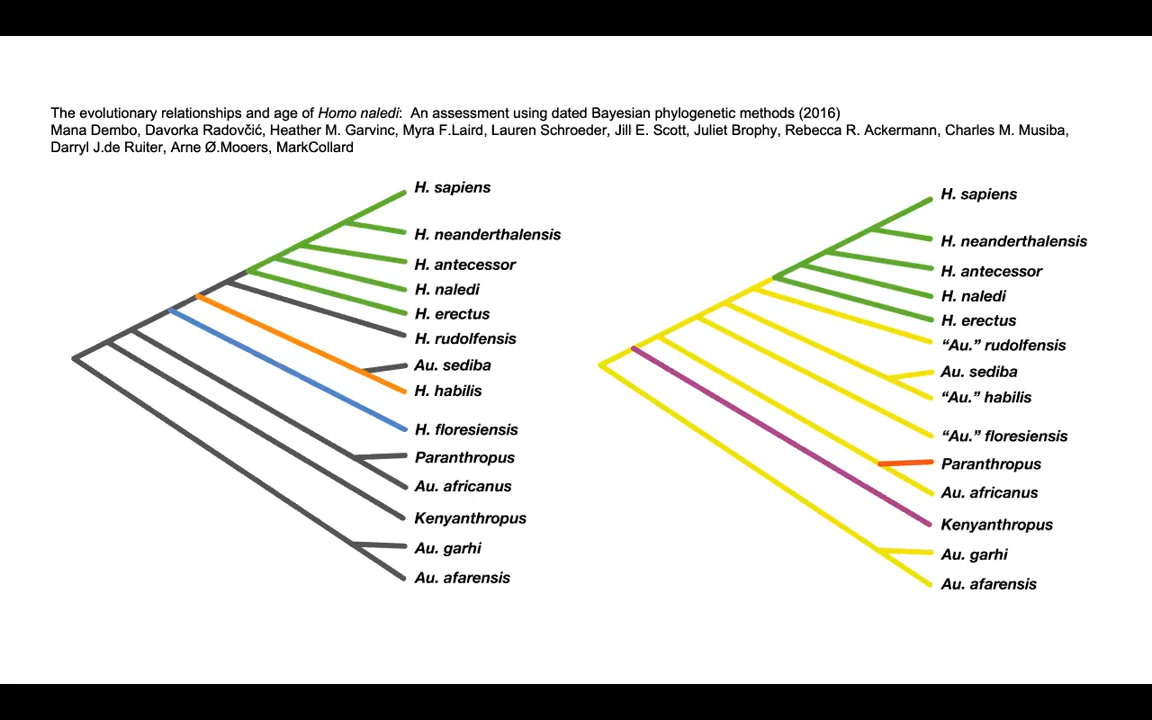 The evolutionary relationships and age of Homo naledi: An assessment using dated Bayesian phylogenetic methods (2016)
Mana Dembo, Davorka Radovčić, Heather M. Garvinc, Myra F.Laird, Lauren Schroeder, Jill E. Scott, Juliet Brophy, Rebecca R. Ackermann, Charles M. Musiba,
Darryl J.de Ruiter, Arne Ø.Mooers, MarkCollard
H. sapiens
H. neanderthalensis
H. antecessor
H. naledi
H. erectus
H. rudolfensis
Au. sediba
H. habilis
H. floresiensis
Paranthropus
Au. africanus
Kenyanthropus
Au. garhi
Au. afarensis
H. sapiens
H. neanderthalensis
H. antecessor
H. naledi
H. erectus
“Au.” rudolfensis
Au. sediba
“Au.” habilis
“Au.” floresiensis
Paranthropus
Au. africanus
Kenyanthropus
Au. garhi
Au. afarensis